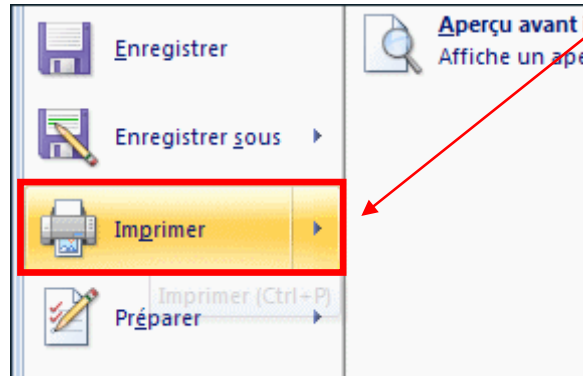 Enregistrer
Enregistrer sous
Imprimer
Imprimer (Ctrl+P)
Préparer
Aperçu avant
Affiche un ape